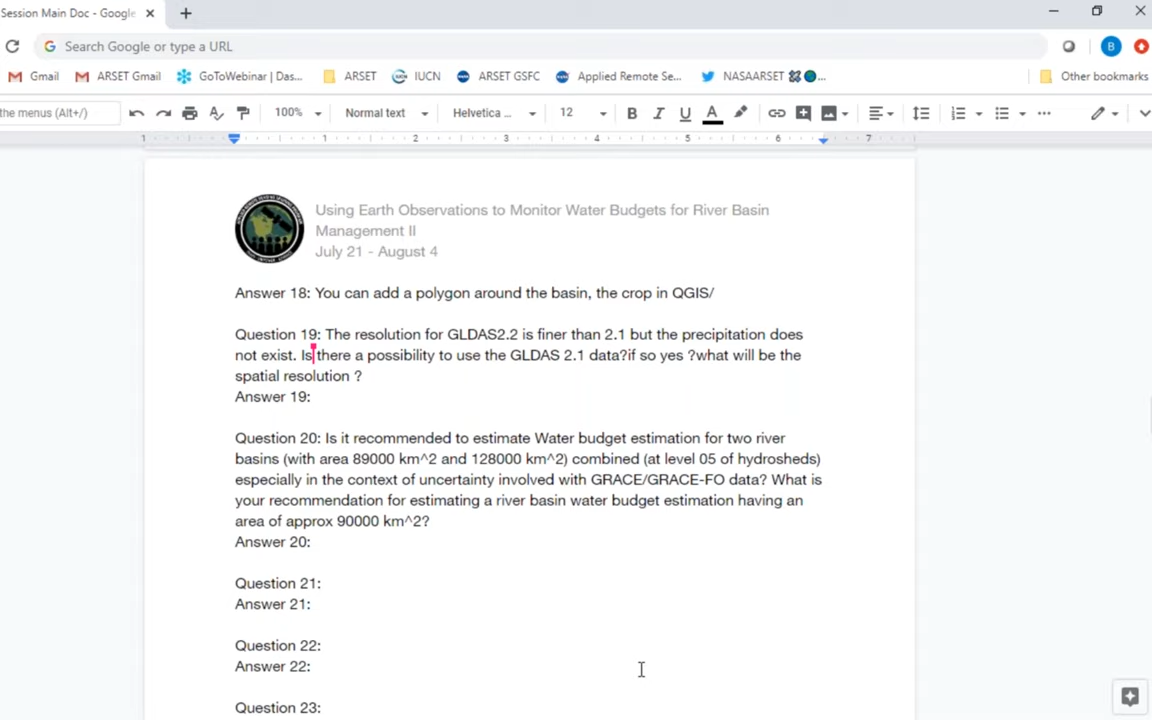 Session Main Doc - Google
Search Google or type a URL
Gmail
ARSET Gmail
GoToWebinar | Das...
ARSET
IUCN
ARSET GSFC
Applied Remote Se...
NASAARSET
Other bookmarks
B
the menus (Alt+/)
100%
Normal text
Helvetica ...
12
B I U A
1 1 2 3 4 5 6 7
Using Earth Observations to Monitor Water Budgets for River Basin
Management II
July 21 - August 4
Answer 18: You can add a polygon around the basin, the crop in QGIS/
Question 19: The resolution for GLDAS2.2 is finer than 2.1 but the precipitation does
not exist. Is there a possibility to use the GLDAS 2.1 data?if so yes ?what will be the
spatial resolution ?
Answer 19:
Question 20: Is it recommended to estimate Water budget estimation for two river
basins (with area 89000 km^2 and 128000 km^2) combined (at level 05 of hydrosheds)
especially in the context of uncertainty involved with GRACE/GRACE-FO data? What is
your recommendation for estimating a river basin water budget estimation having an
area of approx 90000 km^2?
Answer 20:
Question 21:
Answer 21:
Question 22:
Answer 22:
Question 23: